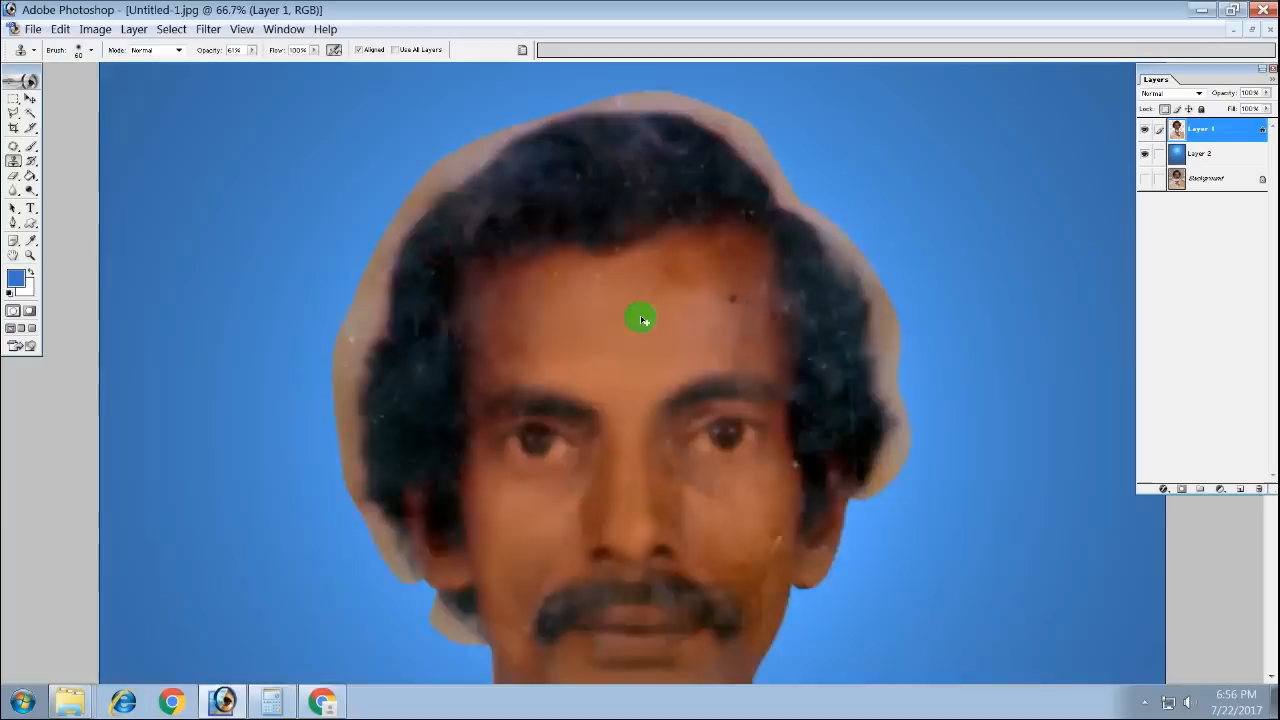 Adobe Photoshop - [Untitled-1.jpg @ 66.7% (Layer 1, RGB)]
File Edit Image Layer Select Filter View Window Help
Brush: 60 Mode: Normal Opacity: 61% Flow: 100% Aligned Use All Layers
Layers
Normal Opacity: 100%
Lock: Fill: 100%
Layer 1
Layer 2
Background
6:56 PM
7/22/2017